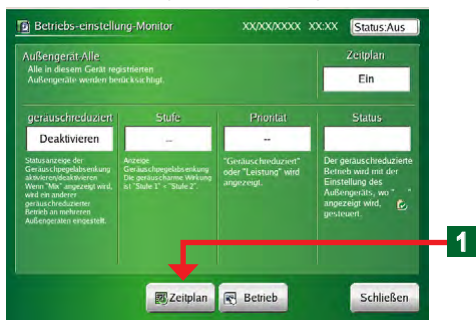 Betriebs-einstellung-Monitor
XX/XX/XXXX XX:XX
Status:Aus
Außengerät-Alle
Alle in diesem Gerät registrierten
Außengeräte werden berücksichtigt.
Zeitplan
Ein
geräuschreduziert
Deaktivieren
Statusanzeige der
Geräuschpegelabsenkung
aktivieren/deaktivieren
Wenn "Mix" angezeigt wird,
wird ein anderer
geräuschreduzierter
Betrieb an mehreren
Außengeräten eingestellt.
Stufe
--
Anzeige
Geräuschpegelabsenkung
Die geräuscharme Wirkung
ist "Stufe 1" < "Stufe 2".
Priorität
--
"Geräuschreduziert"
oder "Leistung" wird
angezeigt.
Status
Der geräuschreduzierte
Betrieb wird mit der
Einstellung des
Außengeräts, wo "
" angezeigt wird,
gesteuert.
1
Zeitplan
Betrieb
Schließen